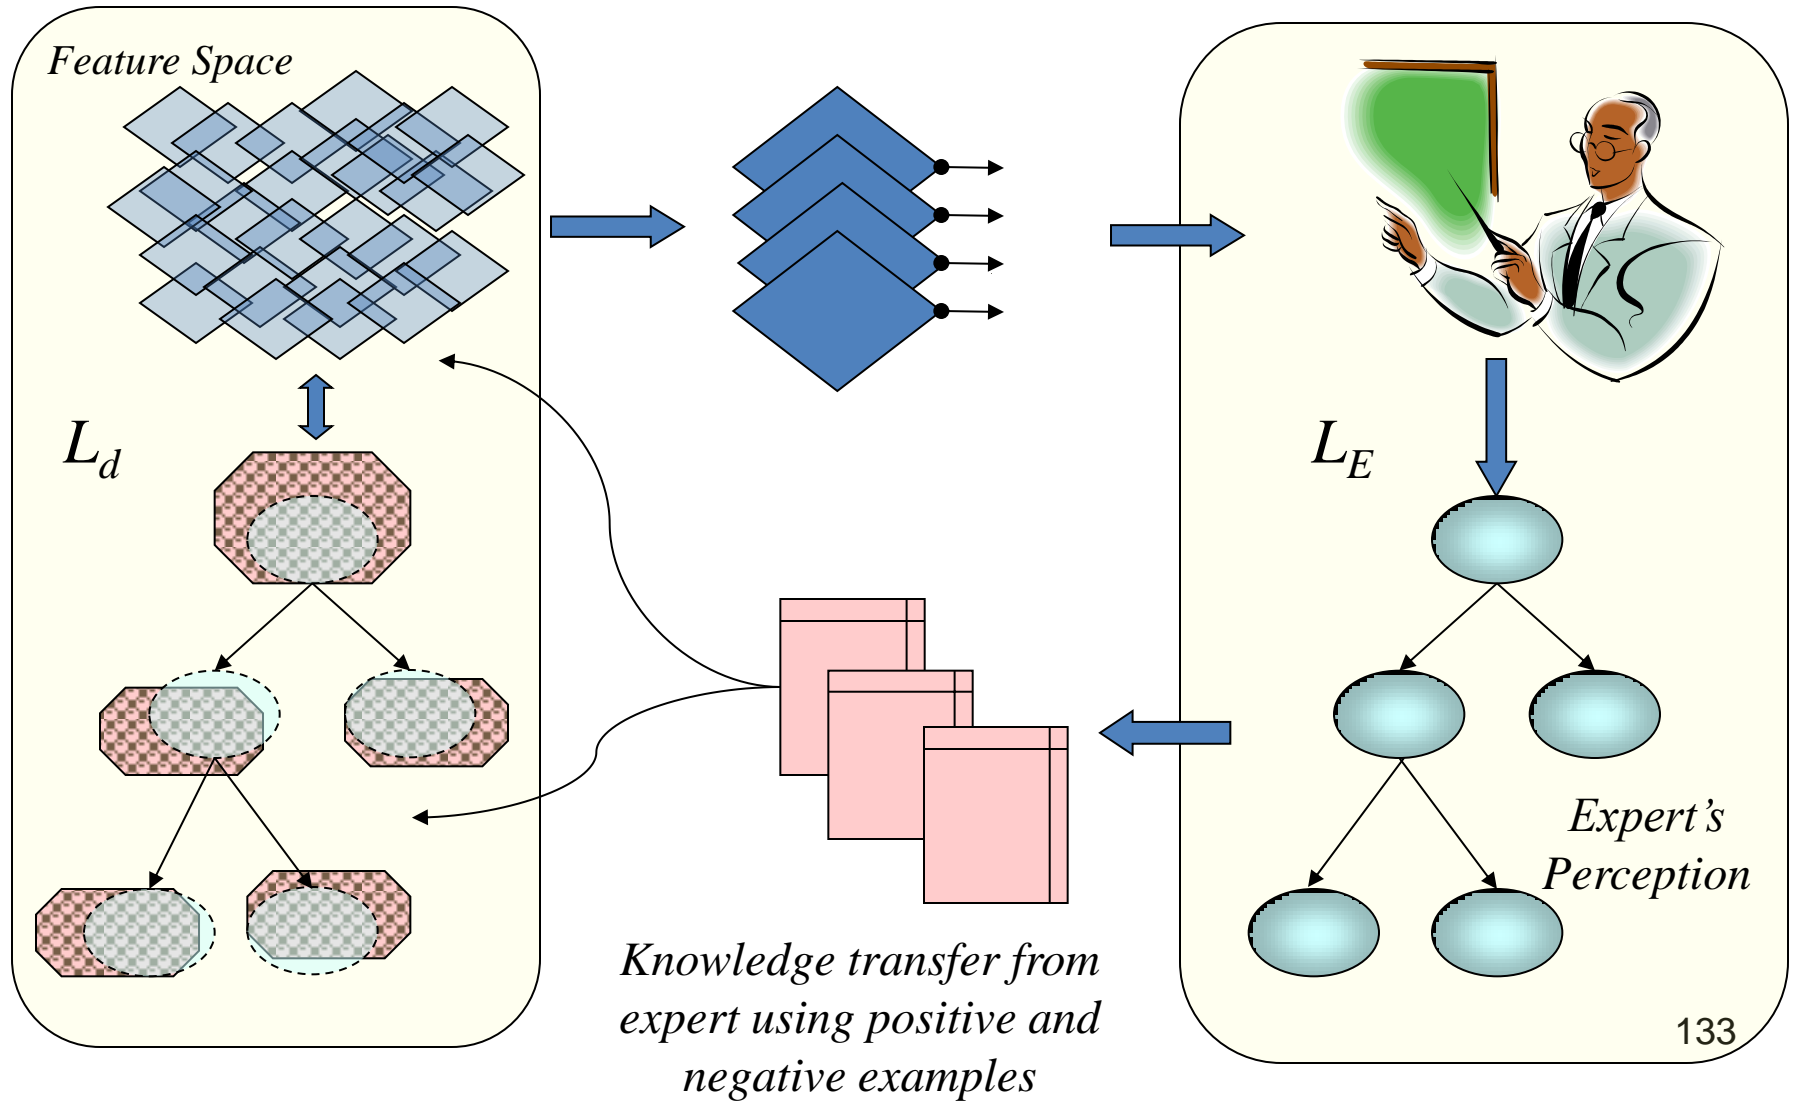 Feature Space
L_d
L_E
Expert’s
Perception
Knowledge transfer from
expert using positive and
negative examples
133